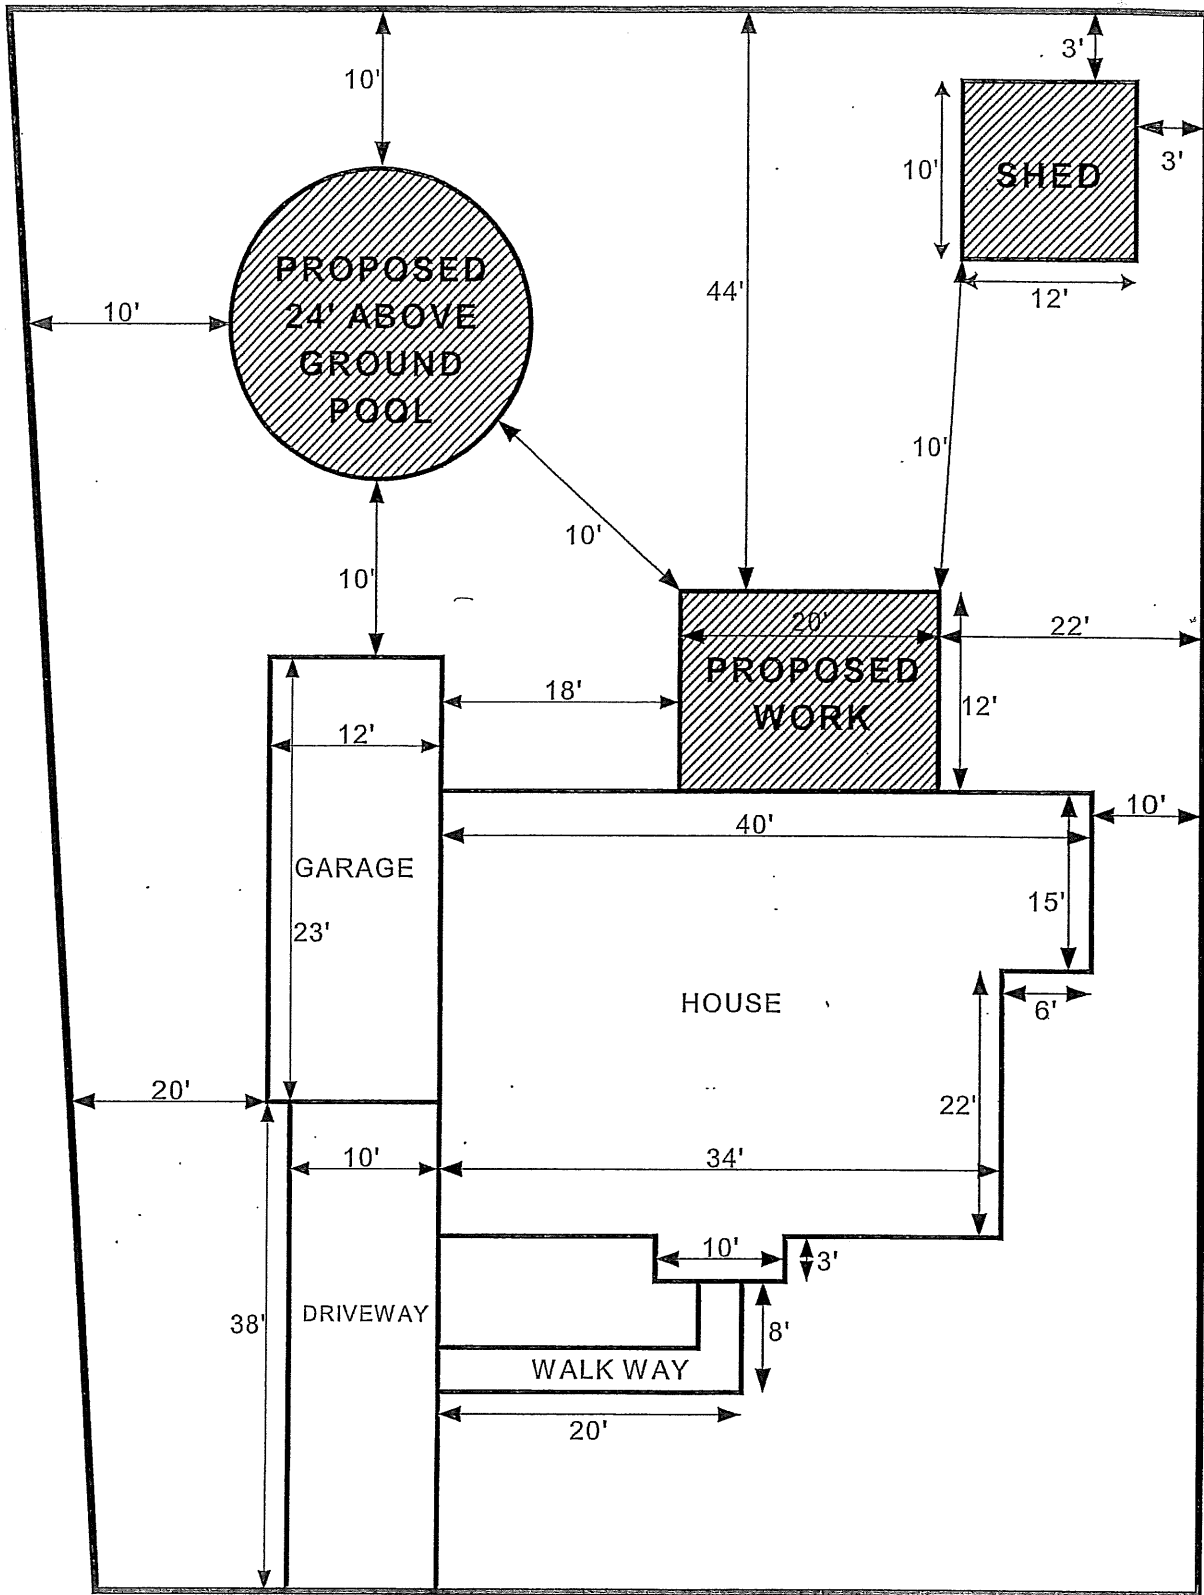 3'
10'
10'
SHED
3'
PROPOSED
24' ABOVE
GROUND
POOL
44'
12'
10'
10'
10'
10'
20'
22'
PROPOSED
WORK
18'
12'
12'
10'
40'
GARAGE
15'
23'
HOUSE
6'
20'
22'
10'
34'
10'
3'
DRIVEWAY
38'
8'
WALK WAY
20'